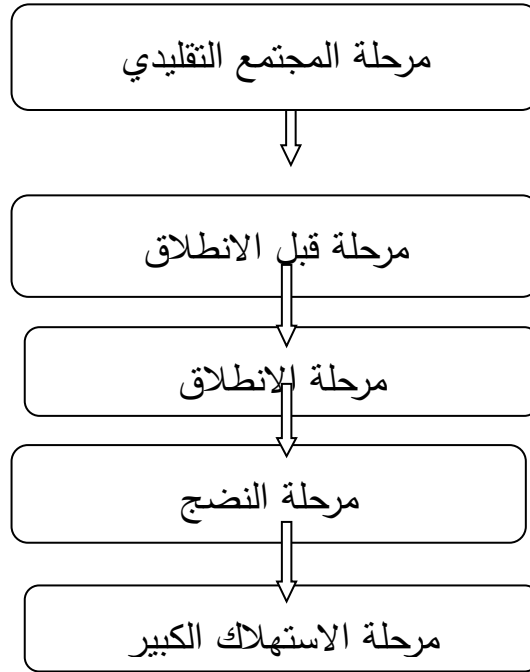 مرحلة المجتمع التقليدي
مرحلة قبل الانطلاق
مرحلة الانطلاق
مرحلة النضج
مرحلة الاستهلاك الكبير